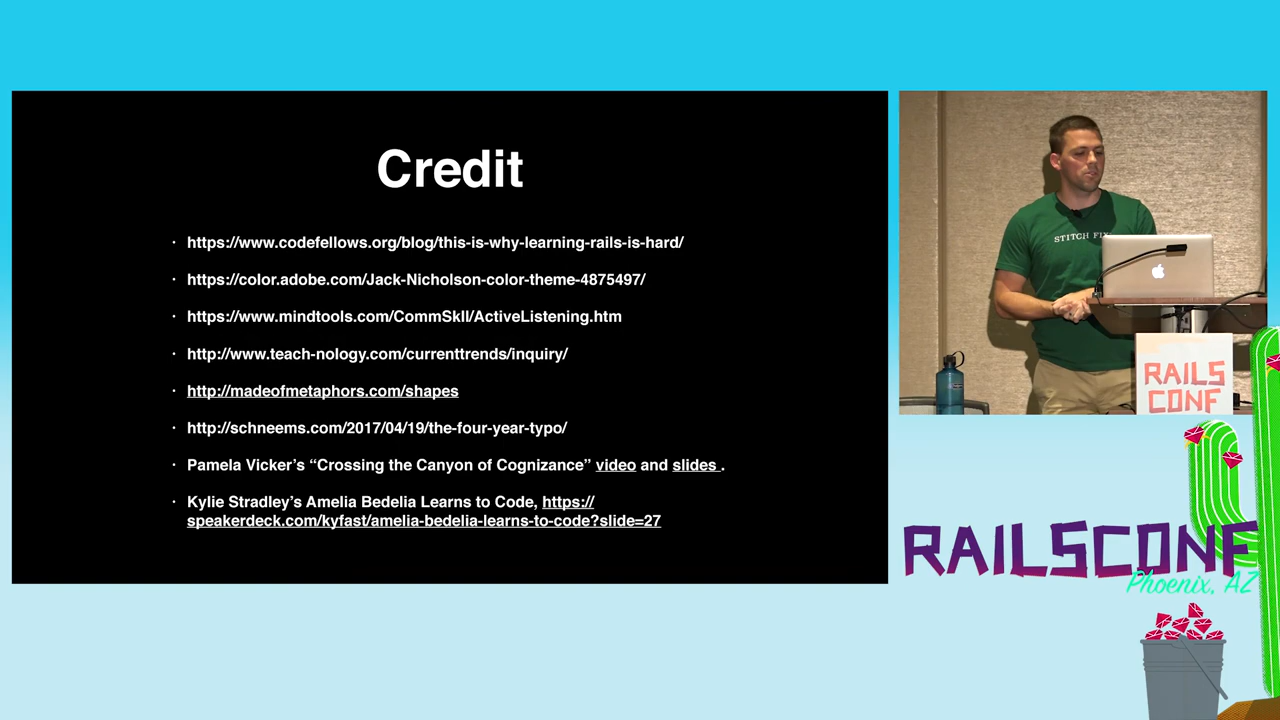 Credit
· https://www.codefellows.org/blog/this-is-why-learning-rails-is-hard/
· https://color.adobe.com/Jack-Nicholson-color-theme-4875497/
· https://www.mindtools.com/CommSkll/ActiveListening.htm
· http://www.teach-nology.com/currenttrends/inquiry/
· http://madeofmetaphors.com/shapes
· http://schneems.com/2017/04/19/the-four-year-typo/
· Pamela Vicker’s “Crossing the Canyon of Cognizance” video and slides .
· Kylie Stradley’s Amelia Bedelia Learns to Code, https://
speakerdeck.com/kyfast/amelia-bedelia-learns-to-code?slide=27
STITCH FIX
RAILS
CONF
RAILSCONF
Phoenix, AZ